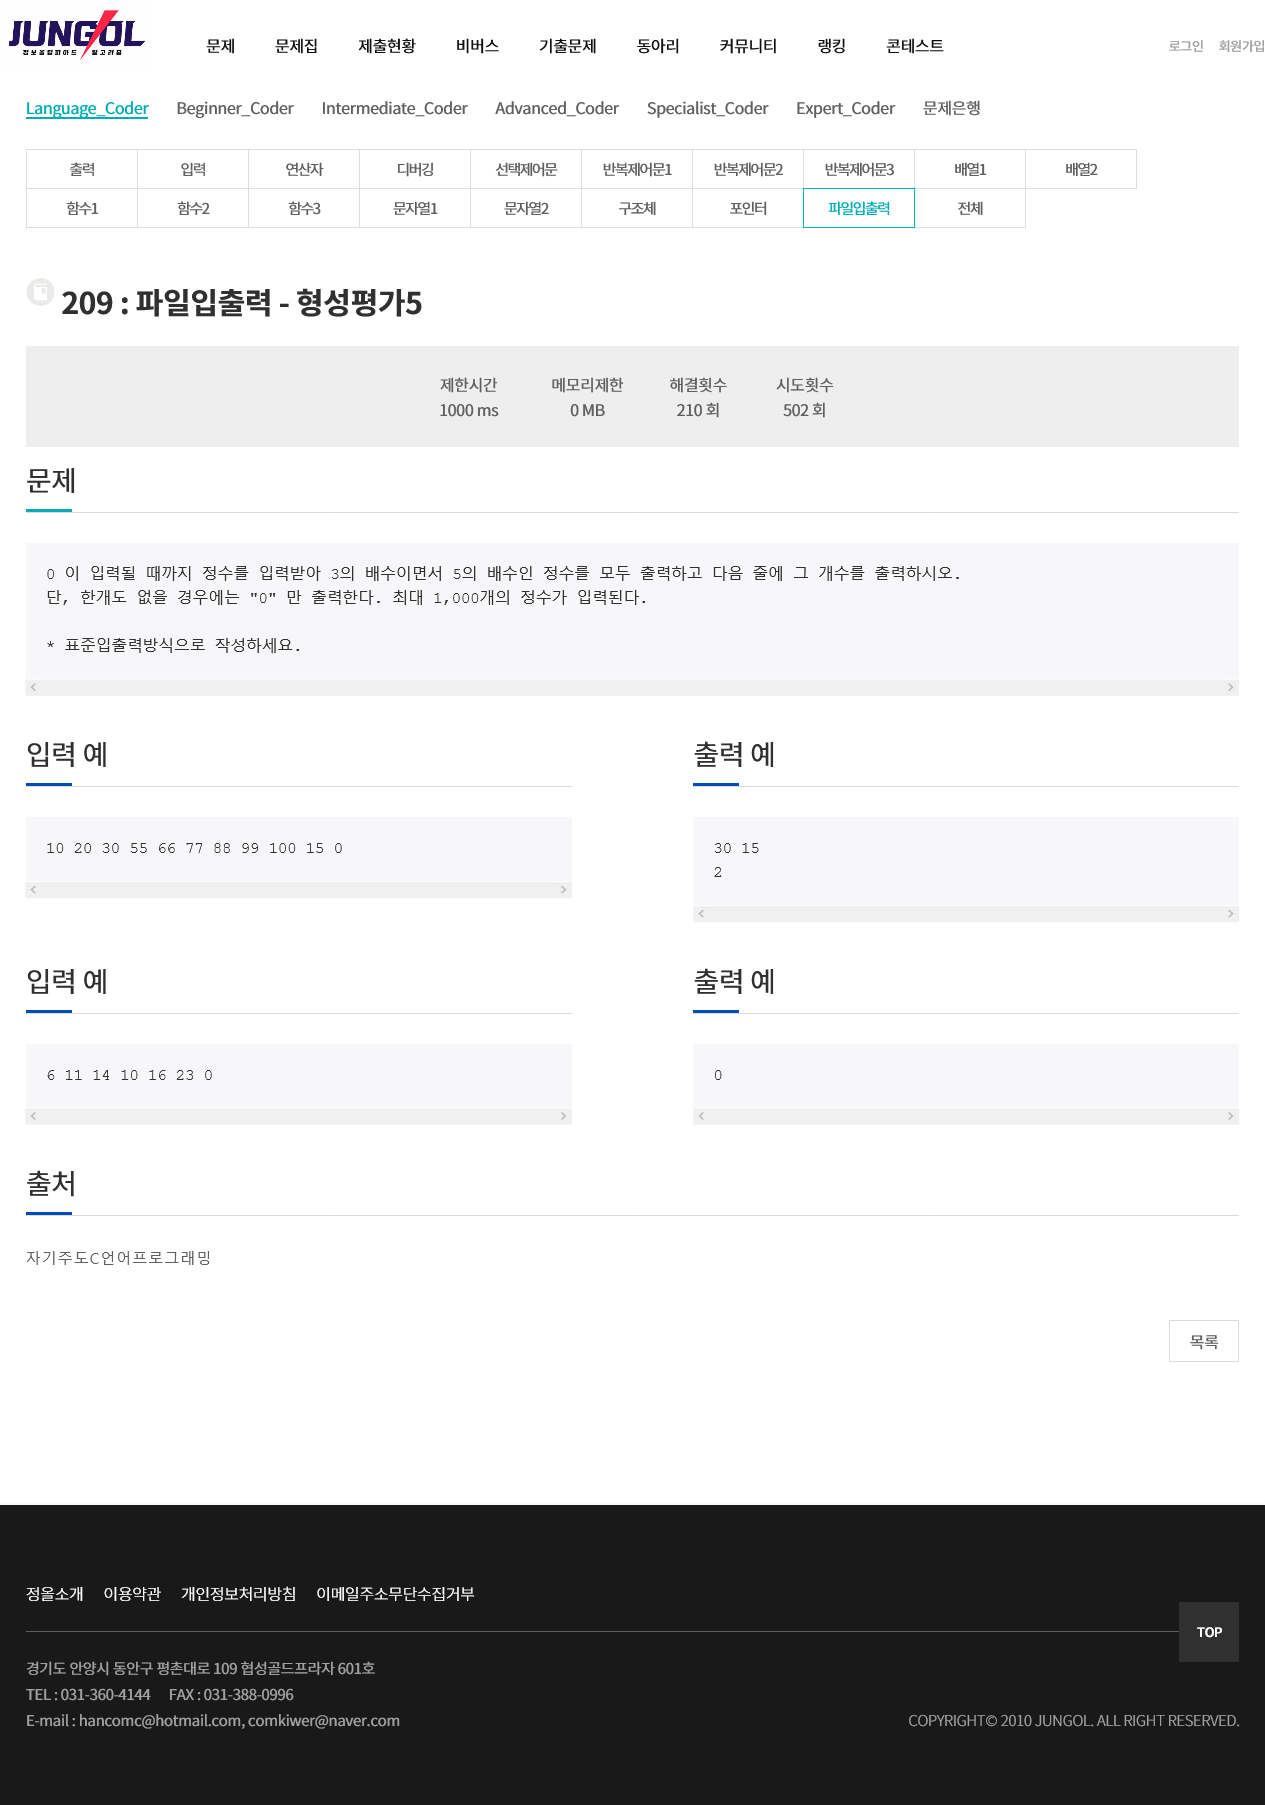 JUNGOL
정보올림피아드 알고리즘
문제 문제집 제출현황 비버스 기출문제 동아리 커뮤니티 랭킹 콘테스트 로그인 회원가입
Language_Coder Beginner_Coder Intermediate_Coder Advanced_Coder Specialist_Coder Expert_Coder 문제은행
출력 입력 연산자 디버깅 선택제어문 반복제어문1 반복제어문2 반복제어문3 배열1 배열2
함수1 함수2 함수3 문자열1 문자열2 구조체 포인터 파일입출력 전체
209 : 파일입출력 - 형성평가5
제한시간 메모리제한 해결횟수 시도횟수
1000 ms 0 MB 210 회 502 회
문제
0 이 입력될 때까지 정수를 입력받아 3의 배수이면서 5의 배수인 정수를 모두 출력하고 다음 줄에 그 개수를 출력하시오.
단, 한개도 없을 경우에는 "0" 만 출력한다. 최대 1,000개의 정수가 입력된다.
* 표준입출력방식으로 작성하세요.
입력 예
10 20 30 55 66 77 88 99 100 15 0
출력 예
30 15
2
입력 예
6 11 14 10 16 23 0
출력 예
0
출처
자기주도C언어프로그래밍
목록
정올소개 이용약관 개인정보처리방침 이메일주소무단수집거부
TOP
경기도 안양시 동안구 평촌대로 109 협성골드프라자 601호
TEL : 031-360-4144 FAX : 031-388-0996
E-mail : hancomc@hotmail.com, comkiwer@naver.com
COPYRIGHT© 2010 JUNGOL. ALL RIGHT RESERVED.